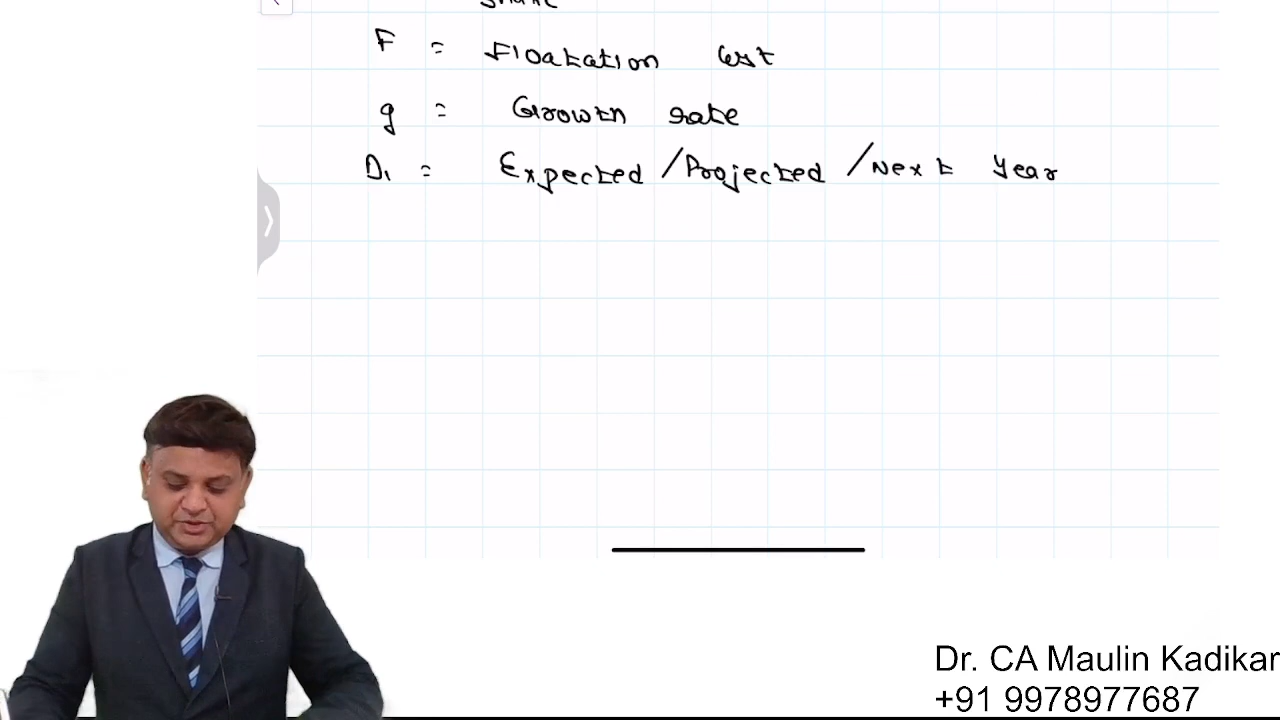 F = Floatation Cost
g = Growth rate
D1 = Expected / Projected / Next Year
Dr. CA Maulin Kadikar
+91 9978977687